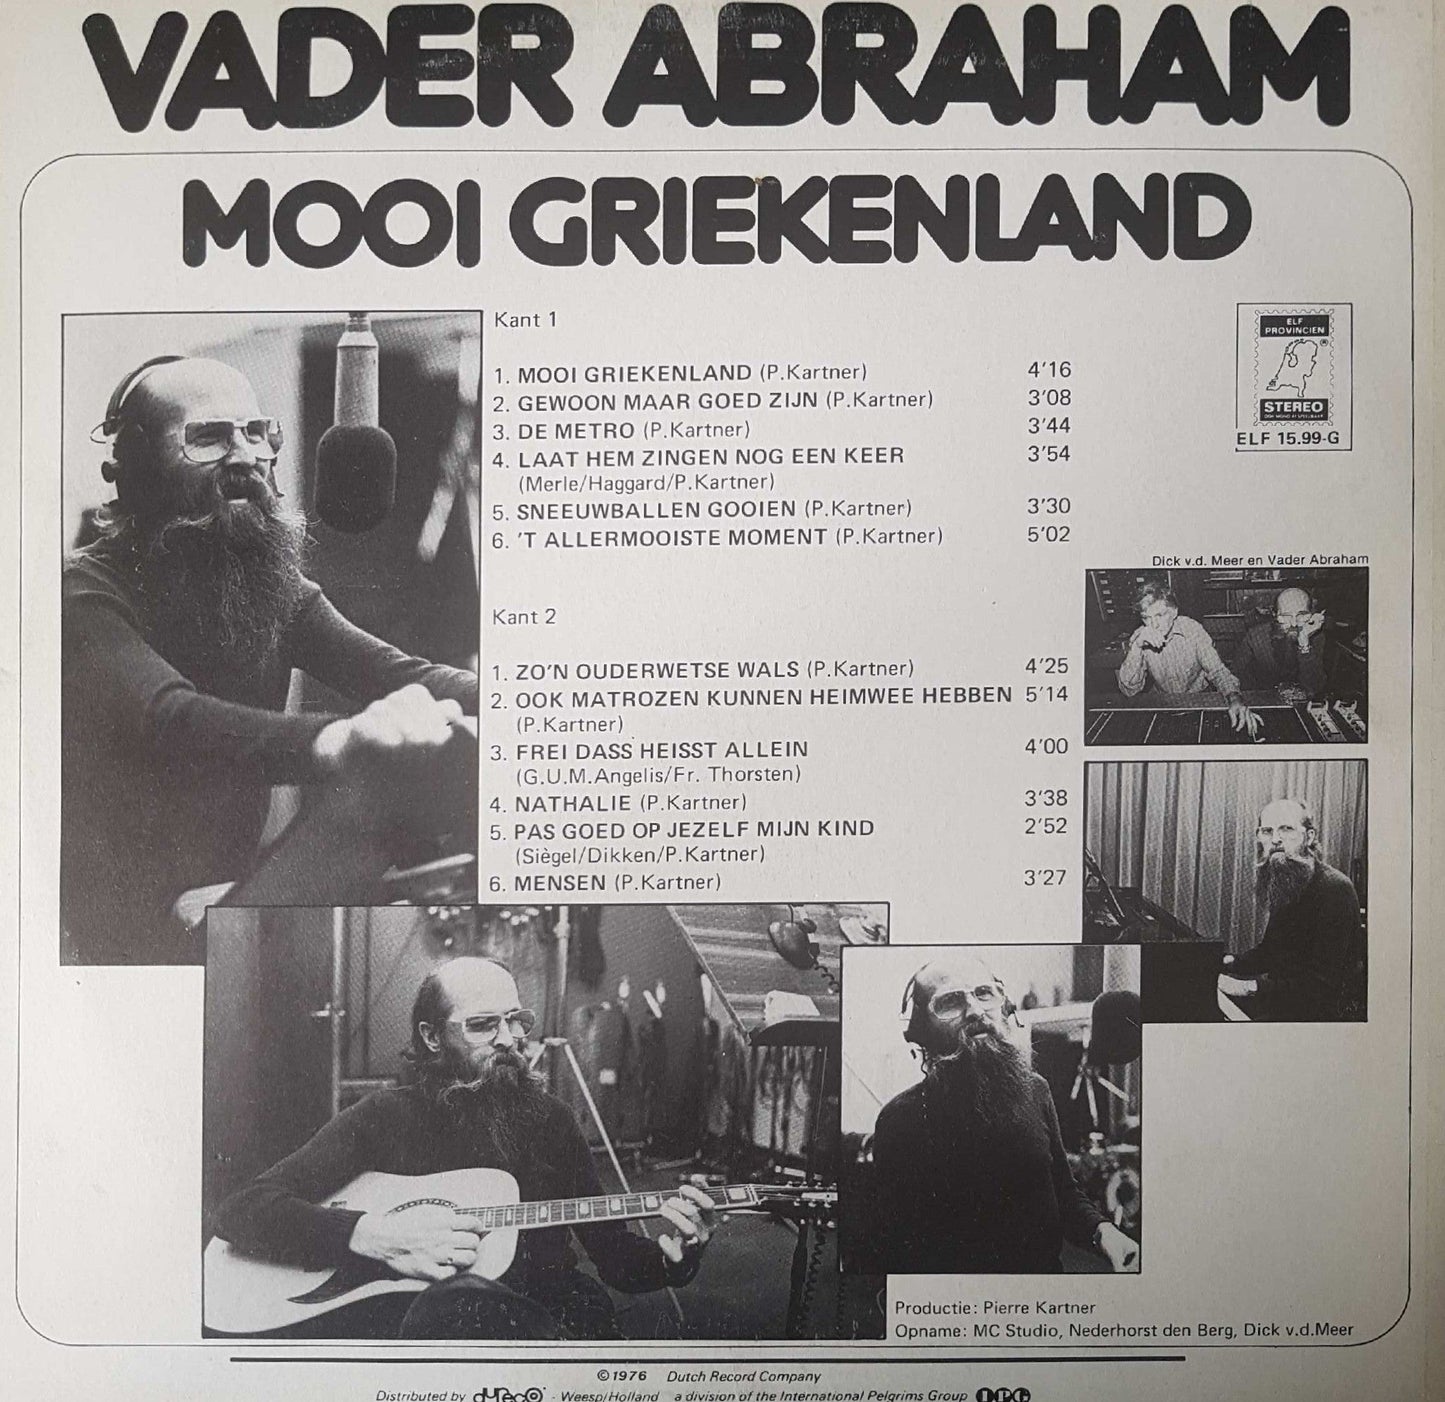 VADER ABRAHAM
MOOI GRIEKENLAND
Kant 1
1. MOOI GRIEKENLAND (P.Kartner) 4'16
2. GEWOON MAAR GOED ZIJN (P.Kartner) 3'08
3. DE METRO (P.Kartner) 3'44
4. LAAT HEM ZINGEN NOG EEN KEER 3'54
(Merle/Haggard/P.Kartner)
5. SNEEUWBALLEN GOOIEN (P.Kartner) 3'30
6. 'T ALLERMOOISTE MOMENT (P.Kartner) 5'02
ELF
PROVINCIEN
®
STEREO
ELF 15.99-G
Kant 2
1. ZO'N OUDERWETSE WALS (P.Kartner) 4'25
2. OOK MATROZEN KUNNEN HEIMWEE HEBBEN 5'14
(P.Kartner)
3. FREI DASS HEISST ALLEIN 4'00
(G.U.M.Angelis/Fr. Thorsten)
4. NATHALIE (P.Kartner) 3'38
5. PAS GOED OP JEZELF MIJN KIND 2'52
(Siègel/Dikken/P.Kartner)
6. MENSEN (P.Kartner) 3'27
Dick v.d. Meer en Vader Abraham
Productie: Pierre Kartner
Opname: MC Studio, Nederhorst den Berg, Dick v.d.Meer
©1976 Dutch Record Company
Distributed by dureco - Weesp/Holland a division of the International Pelgrims Group IPG